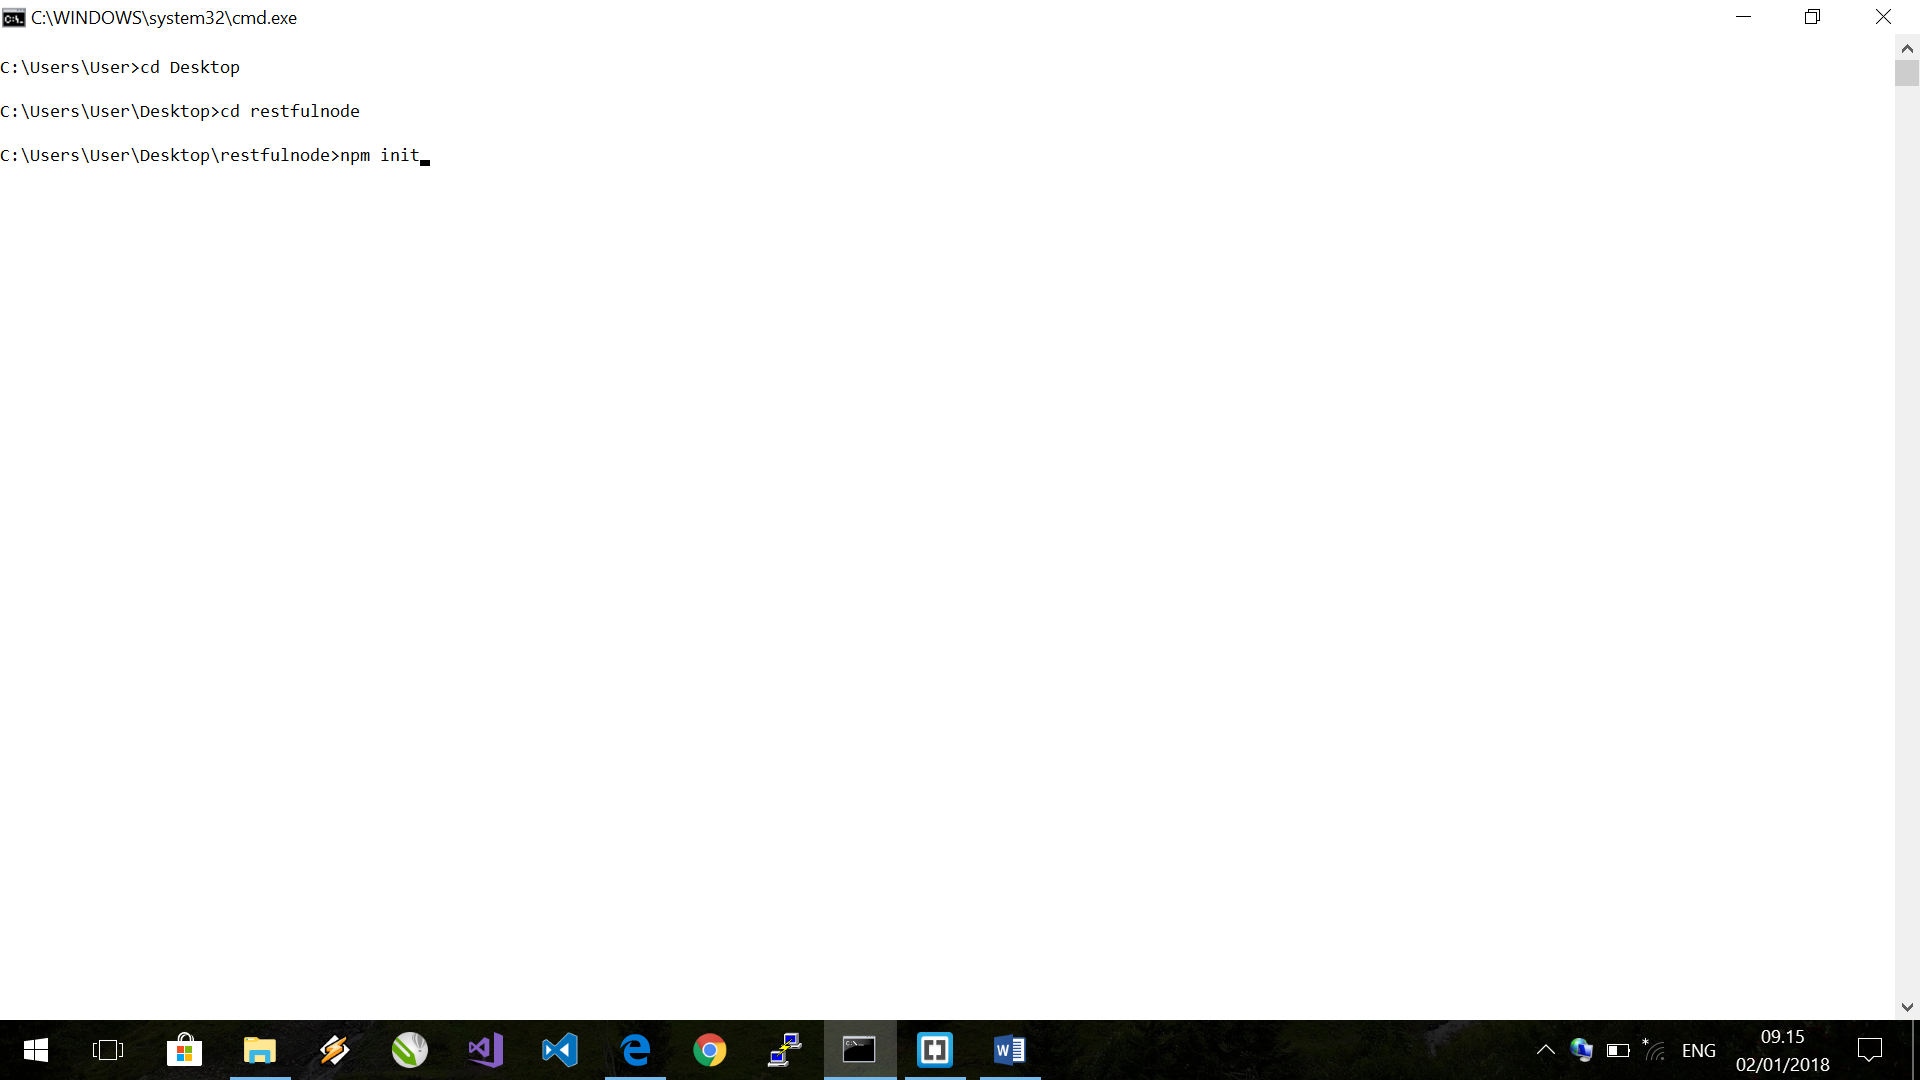 C:\WINDOWS\system32\cmd.exe
C:\Users\User>cd Desktop
C:\Users\User\Desktop>cd restfulnode
C:\Users\User\Desktop\restfulnode>npm init
ENG
09.15
02/01/2018